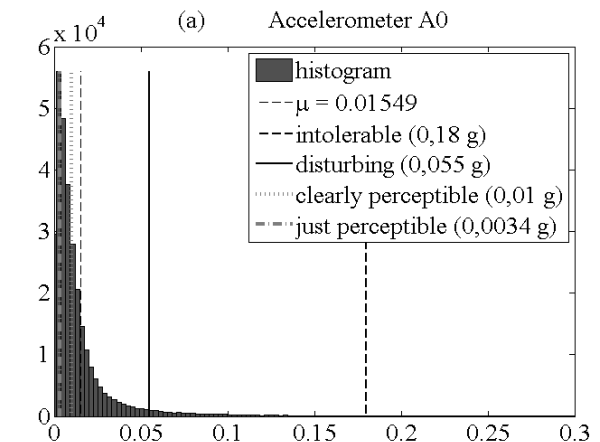 (a) Accelerometer A0
x 10⁴
6
histogram
μ = 0.01549
5
intolerable (0,18 g)
disturbing (0,055 g)
4
clearly perceptible (0,01 g)
3
just perceptible (0,0034 g)
2
1
0
0 0.05 0.1 0.15 0.2 0.25 0.3